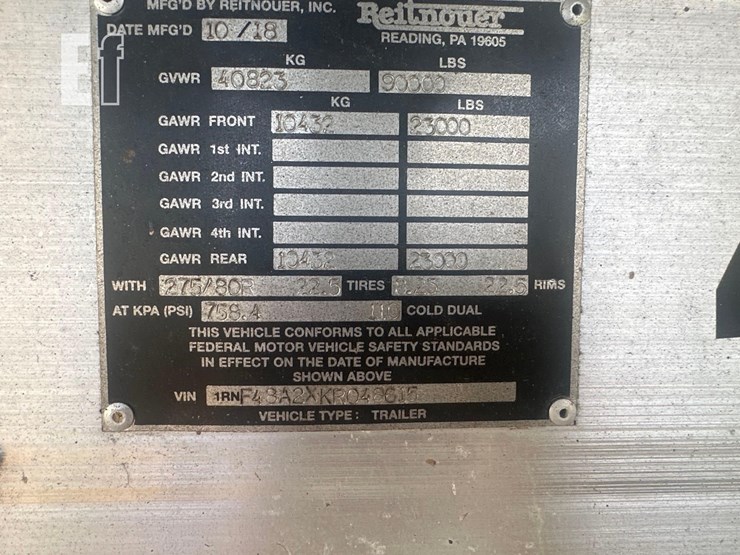 MFG'D BY REITNOUER, INC. Reitnouer
DATE MFG'D 10/18 READING, PA 19605
KG LBS
GVWR 40823 90000
KG LBS
GAWR FRONT 10432 23000
GAWR 1st INT.
GAWR 2nd INT.
GAWR 3rd INT.
GAWR 4th INT.
GAWR REAR 10432 23000
WITH 275/80R 22.5 TIRES 8.25 22.5 RIMS
AT KPA (PSI) 758.4 110 COLD DUAL
THIS VEHICLE CONFORMS TO ALL APPLICABLE
FEDERAL MOTOR VEHICLE SAFETY STANDARDS
IN EFFECT ON THE DATE OF MANUFACTURE
SHOWN ABOVE
VIN 1RNF48A2XKR048615
VEHICLE TYPE: TRAILER